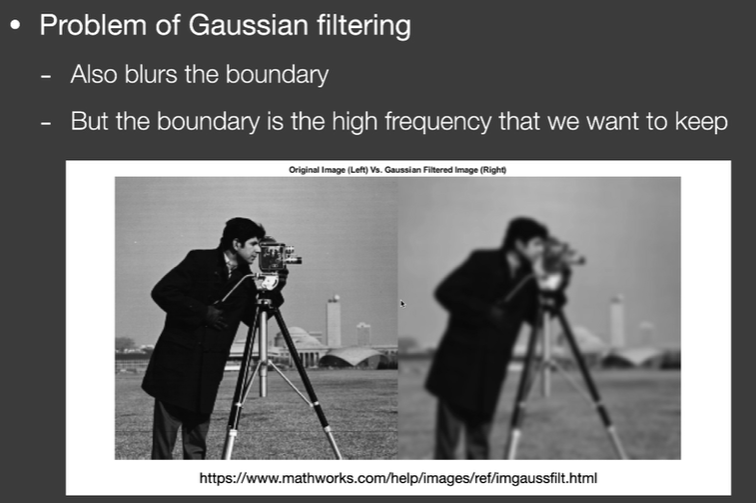 • Problem of Gaussian filtering
- Also blurs the boundary
- But the boundary is the high frequency that we want to keep
Original Image (Left) Vs. Gaussian Filtered Image (Right)
https://www.mathworks.com/help/images/ref/imgaussfilt.html